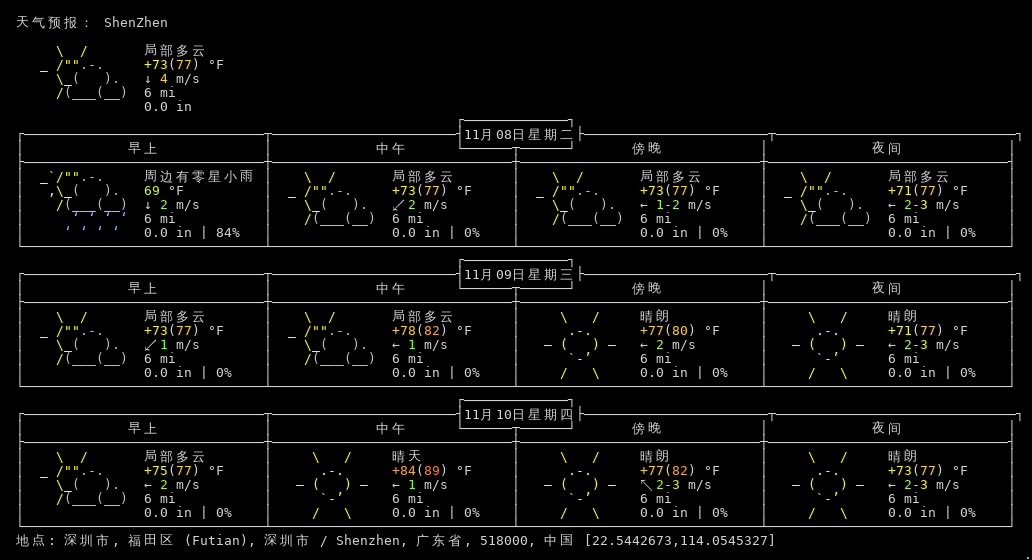 天气预报： ShenZhen
局部多云
+73(77) °F
↓ 4 m/s
6 mi
0.0 in
11月08日星期二
早上 中午 傍晚 夜间
周边有零星小雨 局部多云 局部多云 局部多云
69 °F +73(77) °F +73(77) °F +71(77) °F
↓ 2 m/s ↙ 2 m/s ← 1-2 m/s ← 2-3 m/s
6 mi 6 mi 6 mi 6 mi
0.0 in | 84% 0.0 in | 0% 0.0 in | 0% 0.0 in | 0%
11月09日星期三
早上 中午 傍晚 夜间
局部多云 局部多云 晴朗 晴朗
+73(77) °F +78(82) °F +77(80) °F +71(77) °F
↙ 1 m/s ← 1 m/s ← 2 m/s ← 2-3 m/s
6 mi 6 mi 6 mi 6 mi
0.0 in | 0% 0.0 in | 0% 0.0 in | 0% 0.0 in | 0%
11月10日星期四
早上 中午 傍晚 夜间
局部多云 晴天 晴朗 晴朗
+75(77) °F +84(89) °F +77(82) °F +73(77) °F
← 2 m/s ← 1 m/s ↖ 2-3 m/s ← 2-3 m/s
6 mi 6 mi 6 mi 6 mi
0.0 in | 0% 0.0 in | 0% 0.0 in | 0% 0.0 in | 0%
地点: 深圳市, 福田区 (Futian), 深圳市 / Shenzhen, 广东省, 518000, 中国 [22.5442673,114.0545327]